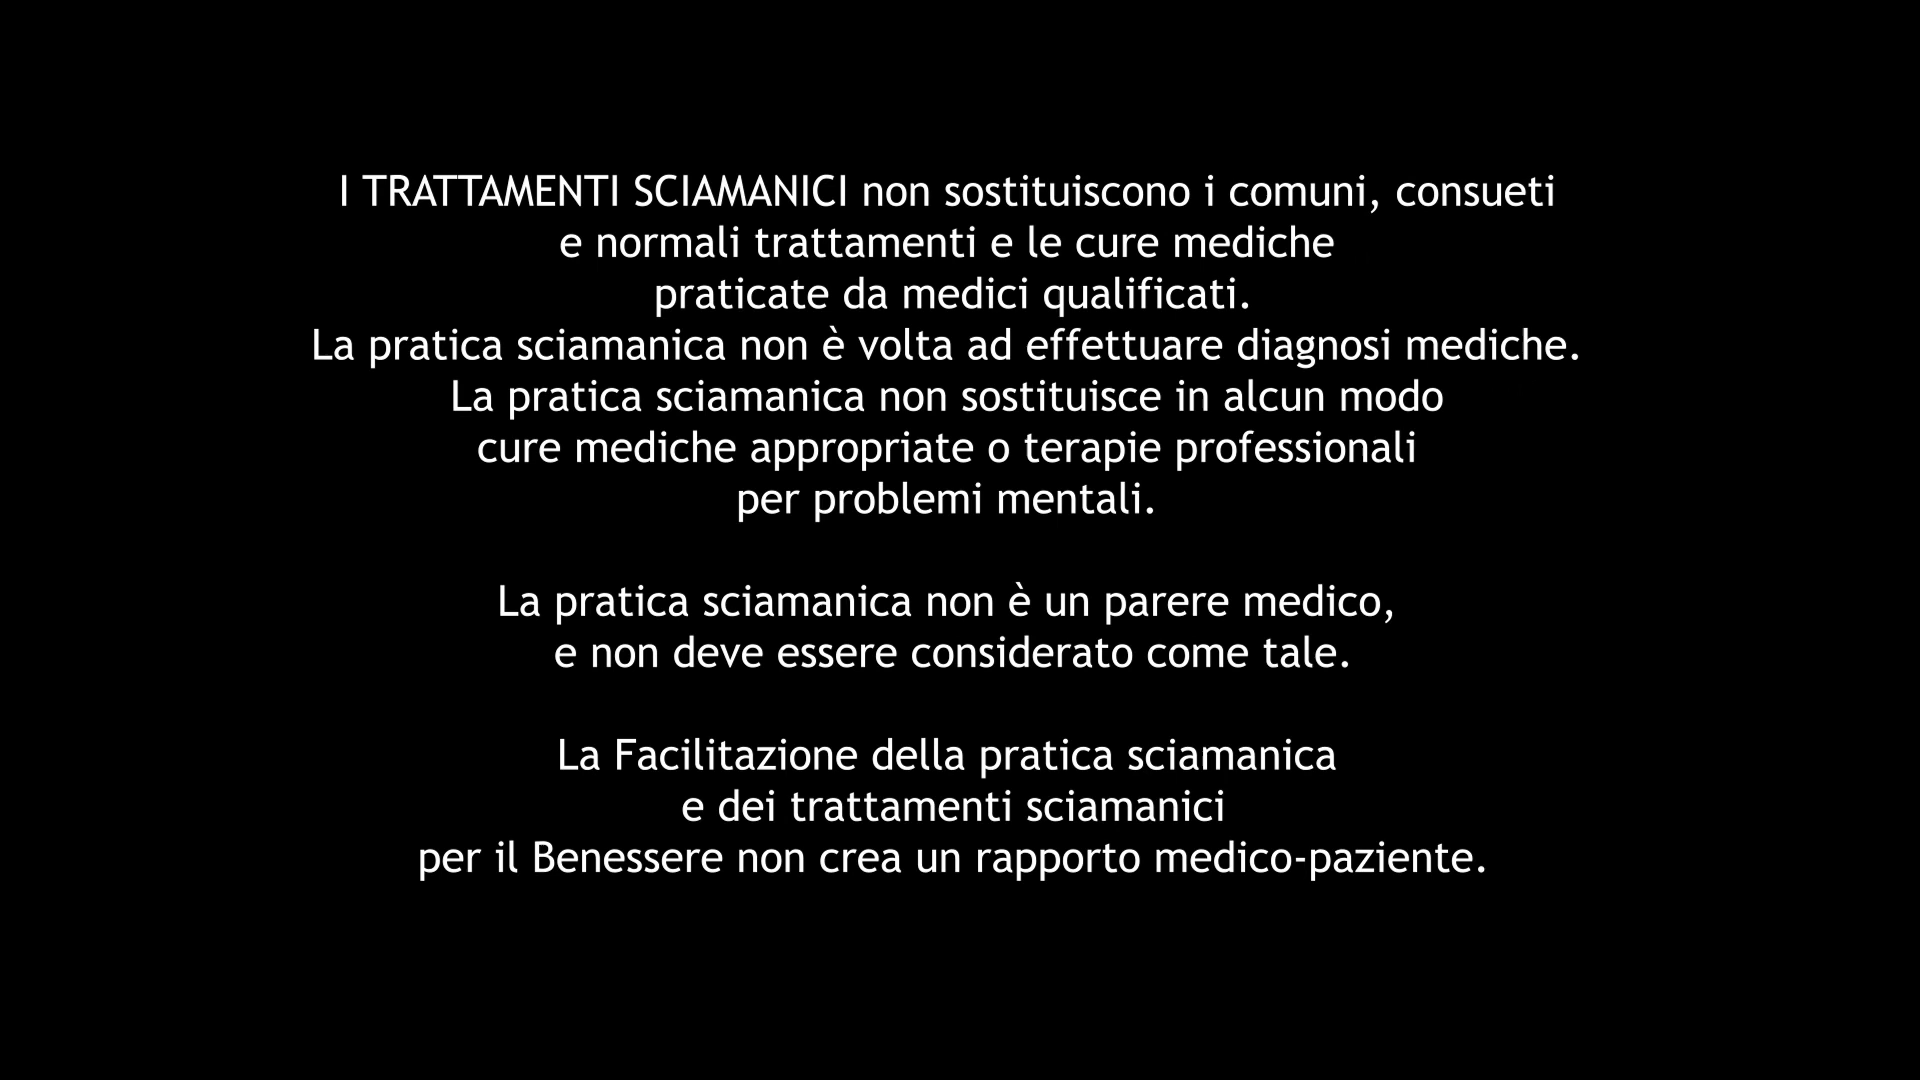 I TRATTAMENTI SCIAMANICI non sostituiscono i comuni, consueti
e normali trattamenti e le cure mediche
praticate da medici qualificati.
La pratica sciamanica non è volta ad effettuare diagnosi mediche.
La pratica sciamanica non sostituisce in alcun modo
cure mediche appropriate o terapie professionali
per problemi mentali.
La pratica sciamanica non è un parere medico,
e non deve essere considerato come tale.
La Facilitazione della pratica sciamanica
e dei trattamenti sciamanici
per il Benessere non crea un rapporto medico-paziente.